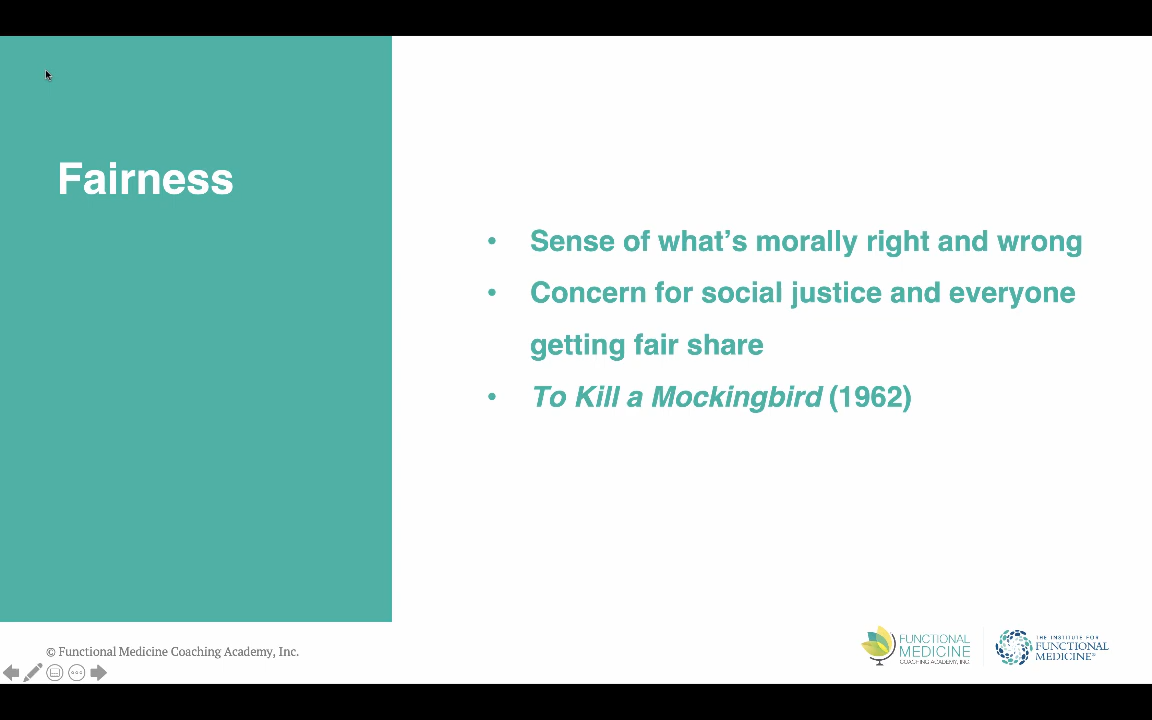 Fairness
• Sense of what’s morally right and wrong
• Concern for social justice and everyone
getting fair share
• To Kill a Mockingbird (1962)
© Functional Medicine Coaching Academy, Inc.
FUNCTIONAL
MEDICINE
COACHING ACADEMY, INC.
THE INSTITUTE FOR
FUNCTIONAL
MEDICINE